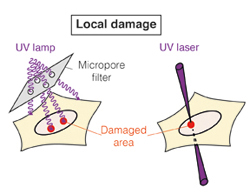 Local damage
UV lamp
UV laser
Micropore
filter
Damaged
area